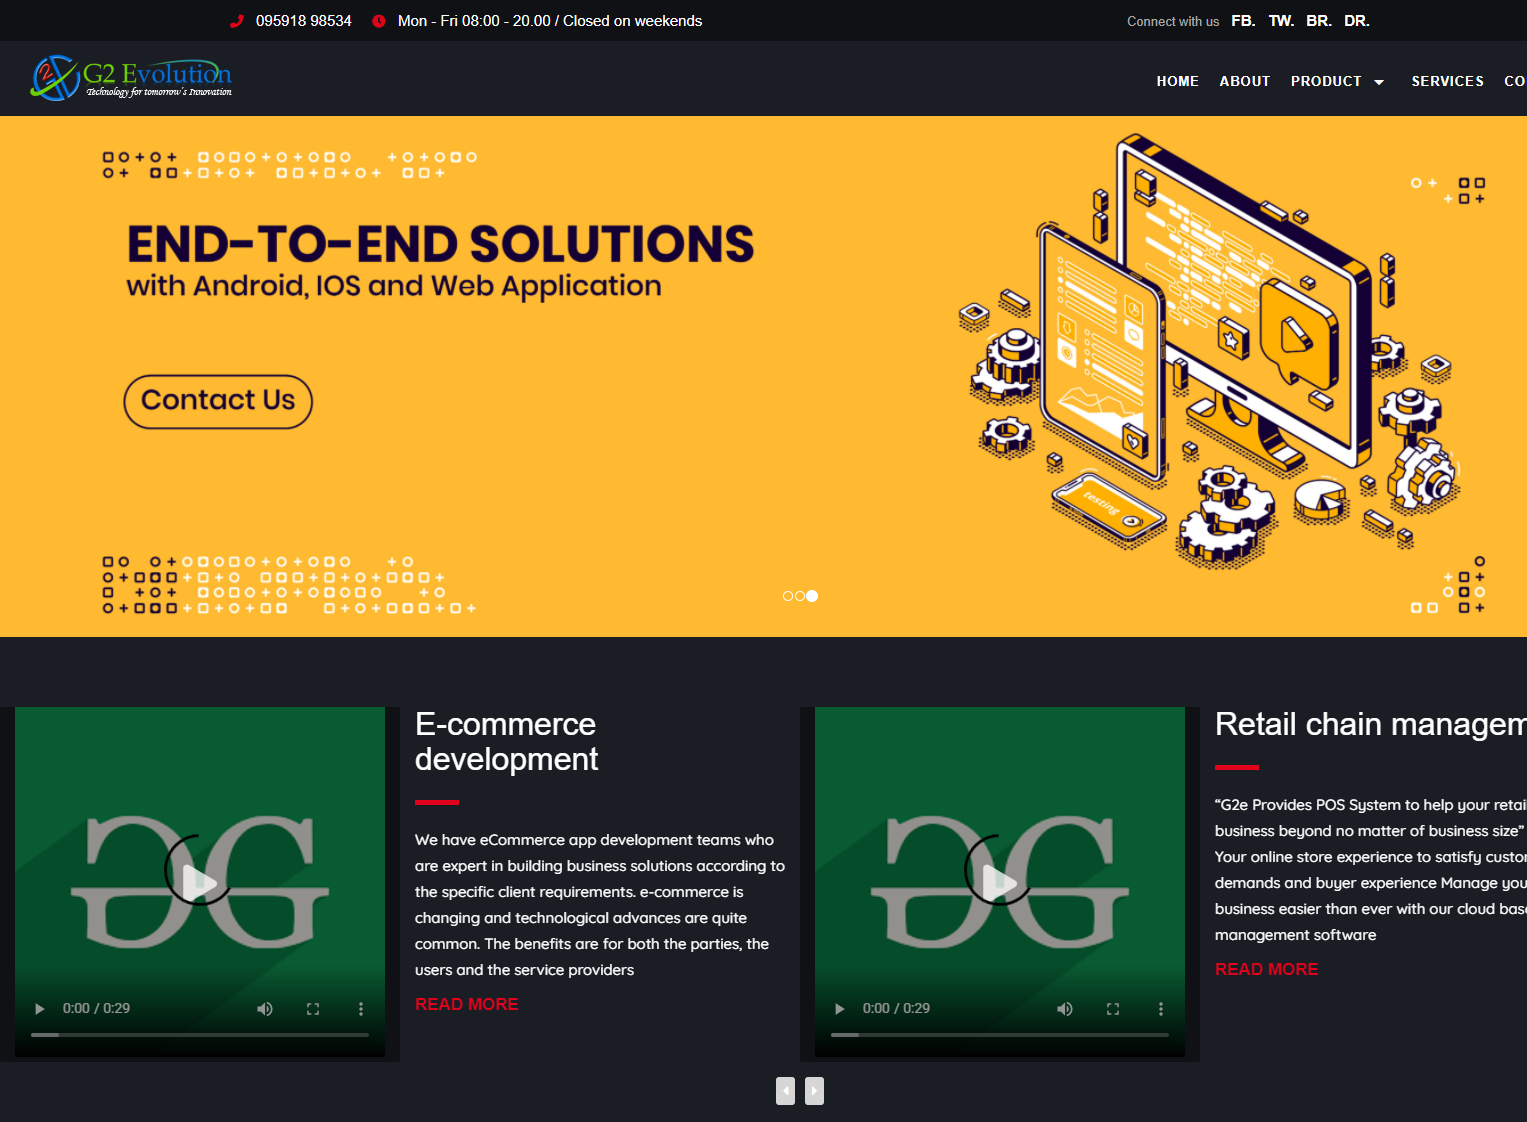 095918 98534 Mon - Fri 08:00 - 20.00 / Closed on weekends Connect with us FB. TW. BR. DR.
G2 Evolution
Technology for tomorrow's Innovation
HOME ABOUT PRODUCT SERVICES CO
END-TO-END SOLUTIONS
with Android, IOS and Web Application
Contact Us
testing
E-commerce
development
We have eCommerce app development teams who
are expert in building business solutions according to
the specific client requirements. e-commerce is
changing and technological advances are quite
common. The benefits are for both the parties, the
users and the service providers
READ MORE
0:00 / 0:29
Retail chain managem
“G2e Provides POS System to help your retail
business beyond no matter of business size”
Your online store experience to satisfy custo
demands and buyer experience Manage you
business easier than ever with our cloud bas
management software
READ MORE
0:00 / 0:29